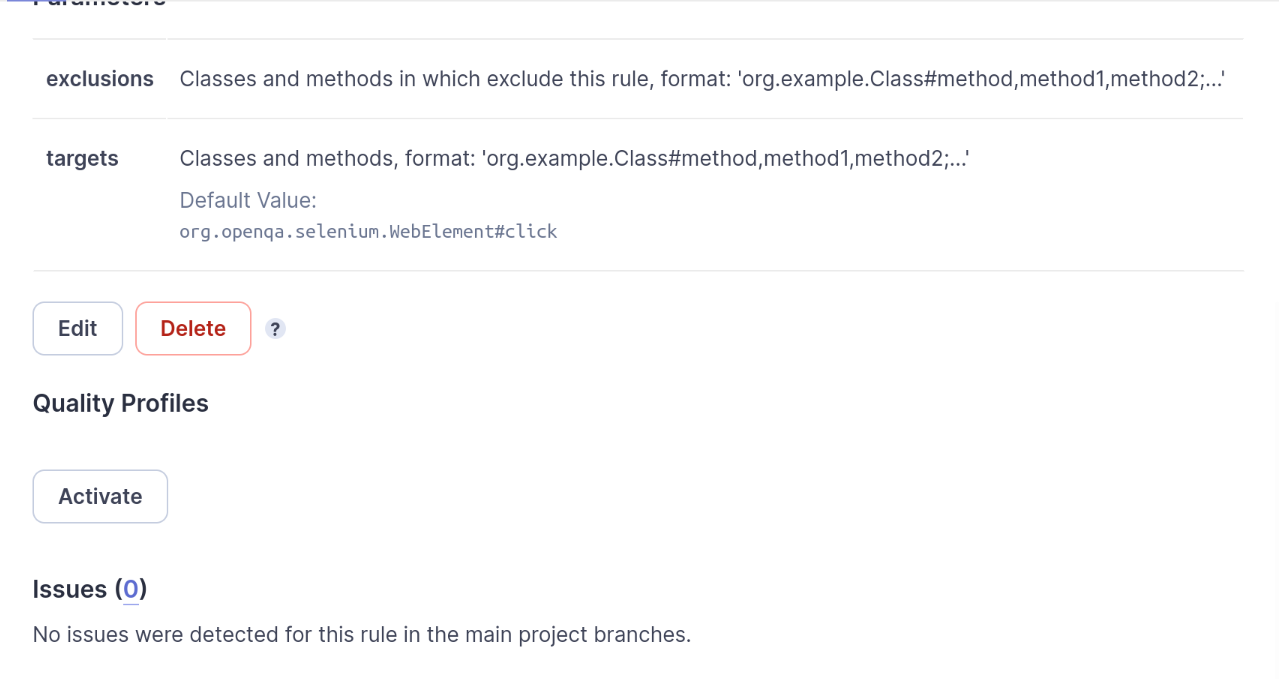 Parameters
exclusions Classes and methods in which exclude this rule, format: 'org.example.Class#method,method1,method2;...'
targets Classes and methods, format: 'org.example.Class#method,method1,method2;...'
Default Value:
org.openqa.selenium.WebElement#click
Edit Delete ?
Quality Profiles
Activate
Issues (0)
No issues were detected for this rule in the main project branches.